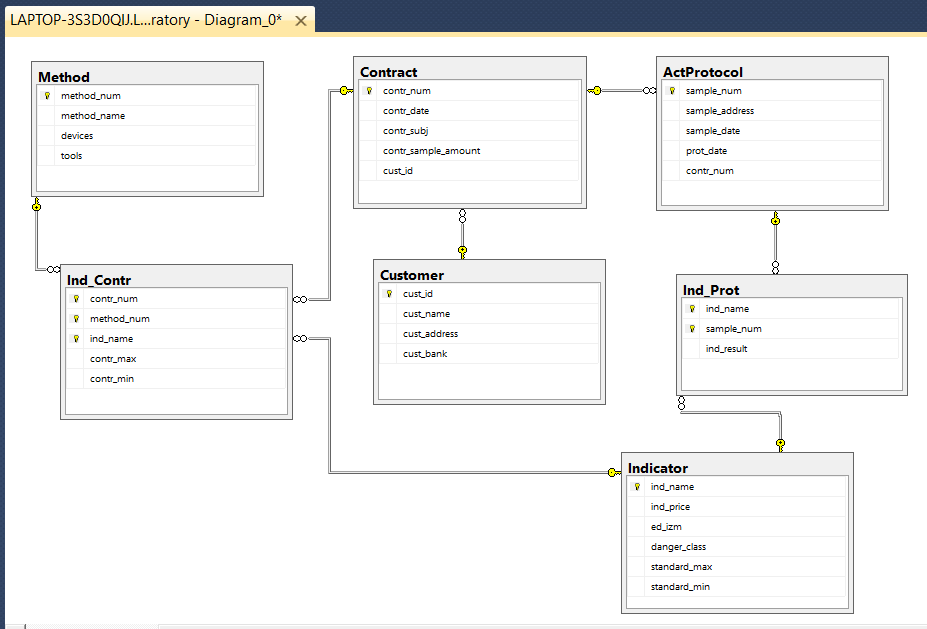 LAPTOP-3S3D0QIJ.L...ratory - Diagram_0*
Method
method_num
method_name
devices
tools
Contract
contr_num
contr_date
contr_subj
contr_sample_amount
cust_id
ActProtocol
sample_num
sample_address
sample_date
prot_date
contr_num
Ind_Contr
contr_num
method_num
ind_name
contr_max
contr_min
Customer
cust_id
cust_name
cust_address
cust_bank
Ind_Prot
ind_name
sample_num
ind_result
Indicator
ind_name
ind_price
ed_izm
danger_class
standard_max
standard_min